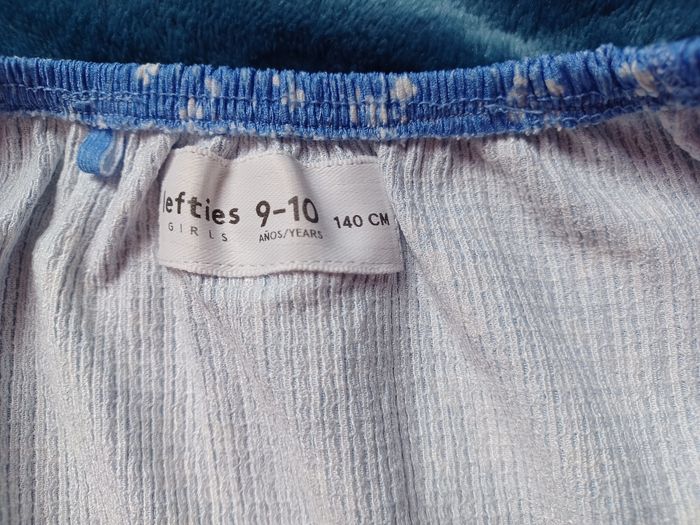 lefties 9-10 140 CM
GIRLS AÑOS/YEARS